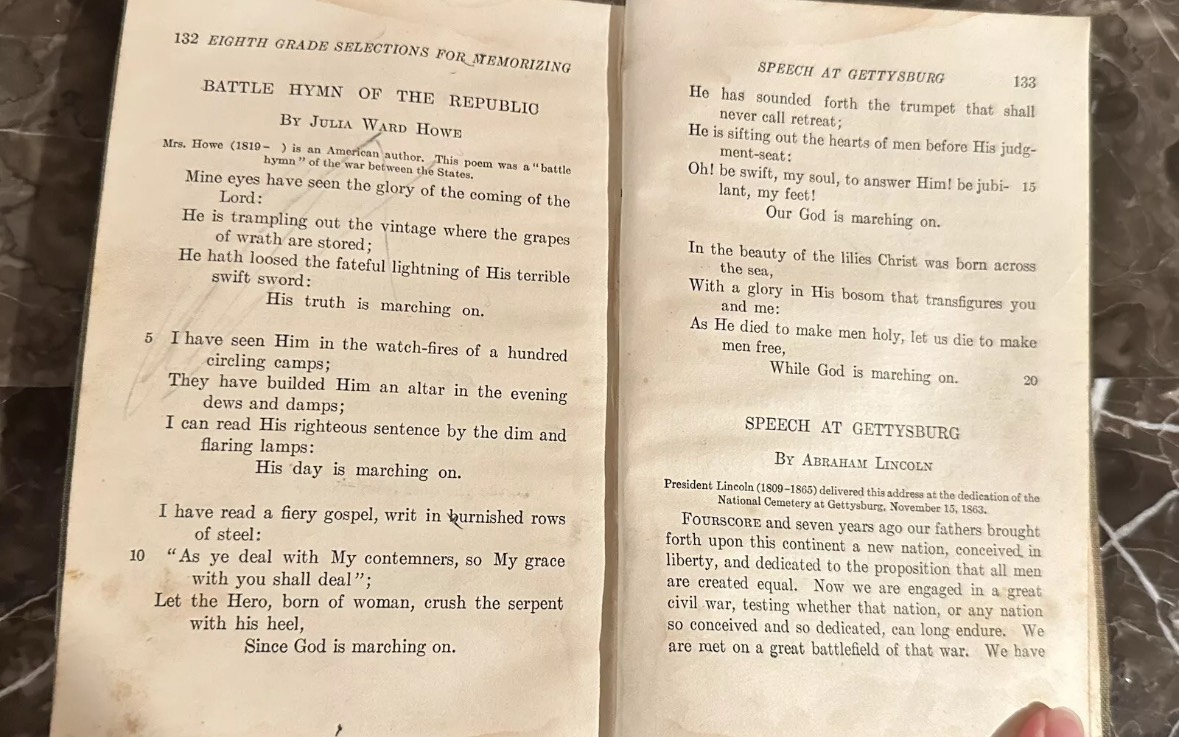 132 EIGHTH GRADE SELECTIONS FOR MEMORIZING
BATTLE HYMN OF THE REPUBLIC
By Julia Ward Howe
Mrs. Howe (1819– ) is an American author. This poem was a "battle
hymn" of the war between the States.
Mine eyes have seen the glory of the coming of the
Lord:
He is trampling out the vintage where the grapes
of wrath are stored;
He hath loosed the fateful lightning of His terrible
swift sword:
His truth is marching on.
5 I have seen Him in the watch-fires of a hundred
circling camps;
They have builded Him an altar in the evening
dews and damps;
I can read His righteous sentence by the dim and
flaring lamps:
His day is marching on.
I have read a fiery gospel, writ in burnished rows
of steel:
10 "As ye deal with My contemners, so My grace
with you shall deal";
Let the Hero, born of woman, crush the serpent
with his heel,
Since God is marching on.
SPEECH AT GETTYSBURG 133
He has sounded forth the trumpet that shall
never call retreat;
He is sifting out the hearts of men before His judg-
ment-seat:
Oh! be swift, my soul, to answer Him! be jubi- 15
lant, my feet!
Our God is marching on.
In the beauty of the lilies Christ was born across
the sea,
With a glory in His bosom that transfigures you
and me:
As He died to make men holy, let us die to make
men free,
While God is marching on. 20
SPEECH AT GETTYSBURG
By Abraham Lincoln
President Lincoln (1809–1865) delivered this address at the dedication of the
National Cemetery at Gettysburg, November 15, 1863.
Fourscore and seven years ago our fathers brought
forth upon this continent a new nation, conceived in
liberty, and dedicated to the proposition that all men
are created equal. Now we are engaged in a great
civil war, testing whether that nation, or any nation
so conceived and so dedicated, can long endure. We
are met on a great battlefield of that war. We have